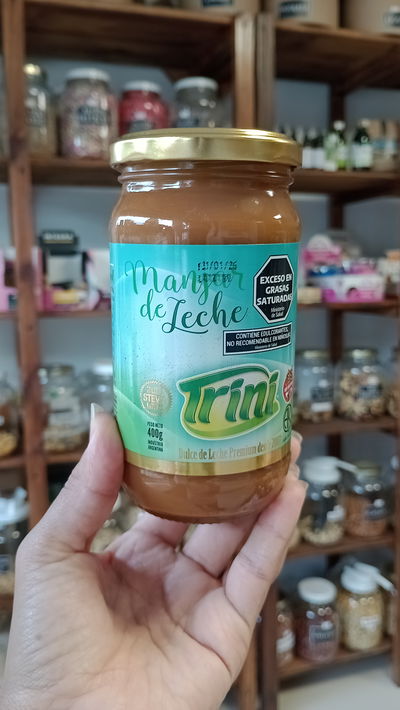 Manjar
de Leche
EXCESO EN
GRASAS
SATURADAS
Ministerio
de Salud
CONTIENE EDULCORANTES,
NO RECOMENDABLE EN NIÑOS/AS
Trini
STEV
PESO NETO
400g
INDUSTRIA
ARGENTINA
Dulce de Leche Premium